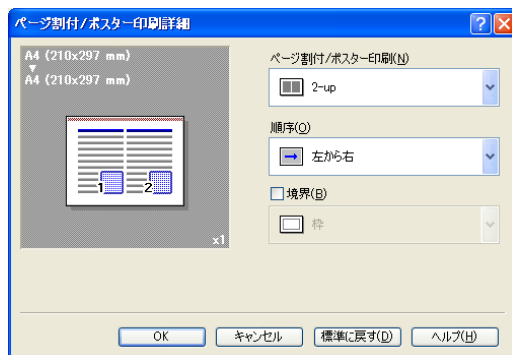 ページ割付/ポスター印刷詳細
A4 (210x297 mm)
A4 (210x297 mm)
1 2
x1
ページ割付/ポスター印刷(N)
2-up
順序(O)
左から右
境界(B)
枠
OK キャンセル 標準に戻す(D) ヘルプ(H)